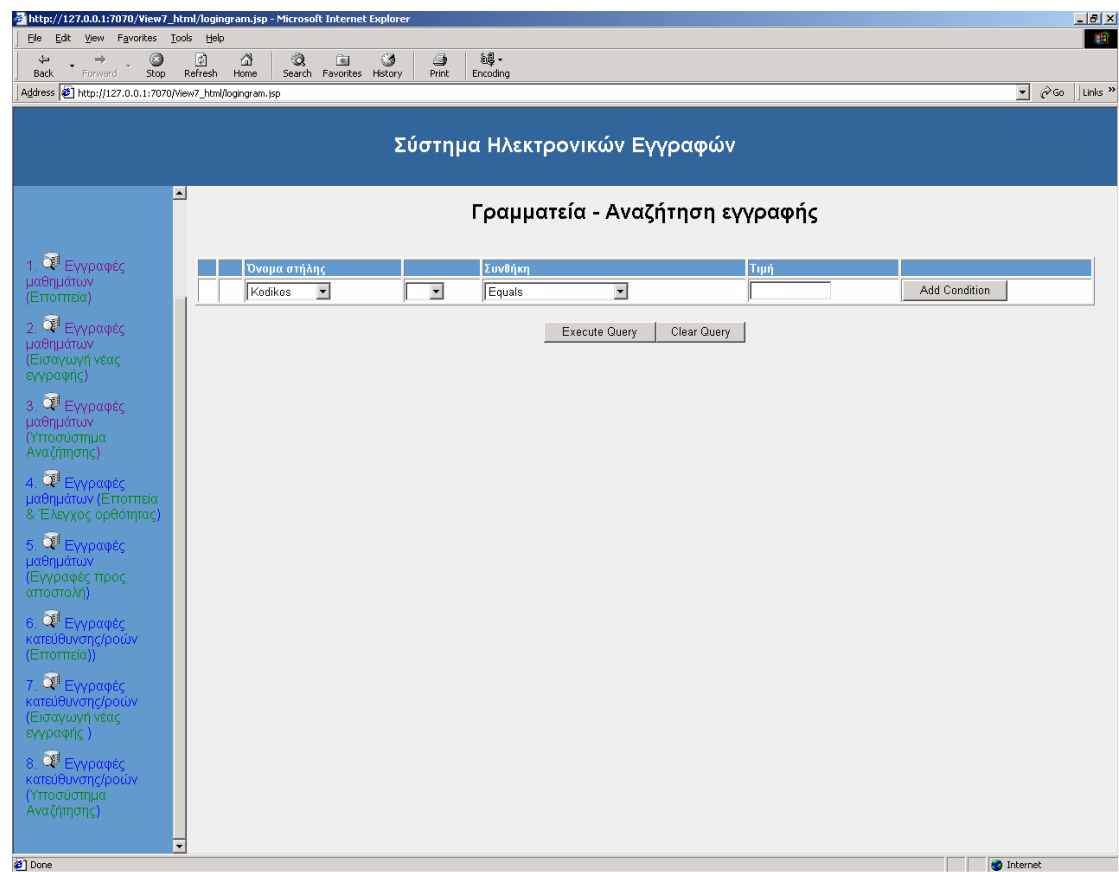 http://127.0.0.1:7070/View7_html/logingram.jsp - Microsoft Internet Explorer
File Edit View Favorites Tools Help
Back Forward Stop Refresh Home Search Favorites History Print Encoding
Address http://127.0.0.1:7070/View7_html/logingram.jsp Go Links »
Σύστημα Ηλεκτρονικών Εγγραφών
Γραμματεία - Αναζήτηση εγγραφής
Όνομα στήλης Συνθήκη Τιμή
Kodikos Equals Add Condition
Execute Query Clear Query
1. Εγγραφές
μαθημάτων
(Εποπτεία)
2. Εγγραφές
μαθημάτων
(Εισαγωγή νέας
εγγραφής)
3. Εγγραφές
μαθημάτων
(Υποσύστημα
Αναζήτησης)
4. Εγγραφές
μαθημάτων (Εποπτεία
& Έλεγχος ορθότητας)
5. Εγγραφές
μαθημάτων
(Εγγραφές προς
αποστολή)
6. Εγγραφές
κατεύθυνσης/ροών
(Εποπτεία))
7. Εγγραφές
κατεύθυνσης/ροών
(Εισαγωγή νέας
εγγραφής )
8. Εγγραφές
κατεύθυνσης/ροών
(Υποσύστημα
Αναζήτησης)
Done Internet